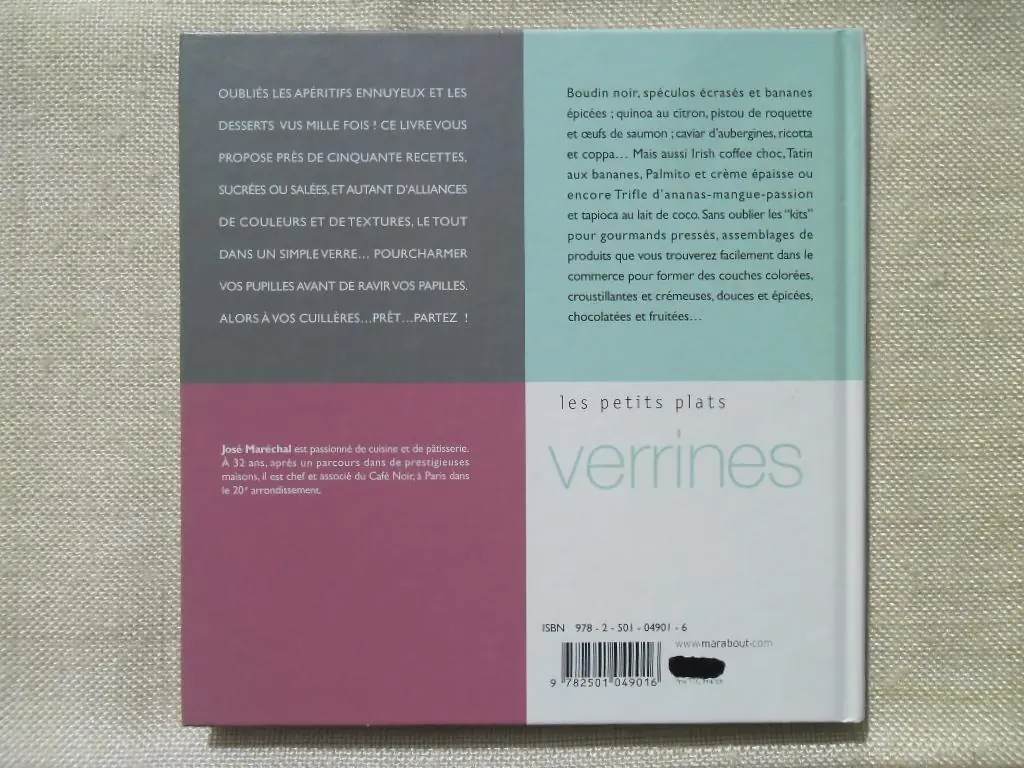 OUBLIÉS LES APÉRITIFS ENNUYEUX ET LES
DESSERTS VUS MILLE FOIS ! CE LIVRE VOUS
PROPOSE PRÈS DE CINQUANTE RECETTES,
SUCRÉES OU SALÉES, ET AUTANT D'ALLIANCES
DE COULEURS ET DE TEXTURES, LE TOUT
DANS UN SIMPLE VERRE... POURCHARMER
VOS PUPILLES AVANT DE RAVIR VOS PAPILLES.
ALORS À VOS CUILLÈRES...PRÊT...PARTEZ !
Boudin noir, spéculos écrasés et bananes
épicées ; quinoa au citron, pistou de roquette
et œufs de saumon ; caviar d'aubergines, ricotta
et coppa... Mais aussi Irish coffee choc, Tatin
aux bananes, Palmito et crème épaisse ou
encore Trifle d'ananas-mangue-passion
et tapioca au lait de coco. Sans oublier les "kits"
pour gourmands pressés, assemblages de
produits que vous trouverez facilement dans le
commerce pour former des couches colorées,
croustillantes et crémeuses, douces et épicées,
chocolatées et fruitées...
José Maréchal est passionné de cuisine et de pâtisserie.
À 32 ans, après un parcours dans de prestigieuses
maisons, il est chef et associé du Café Noir, à Paris dans
le 20e arrondissement.
les petits plats
verrines
ISBN 978 - 2 - 501 - 04901 - 6
www.marabout.com
9 782501 049016